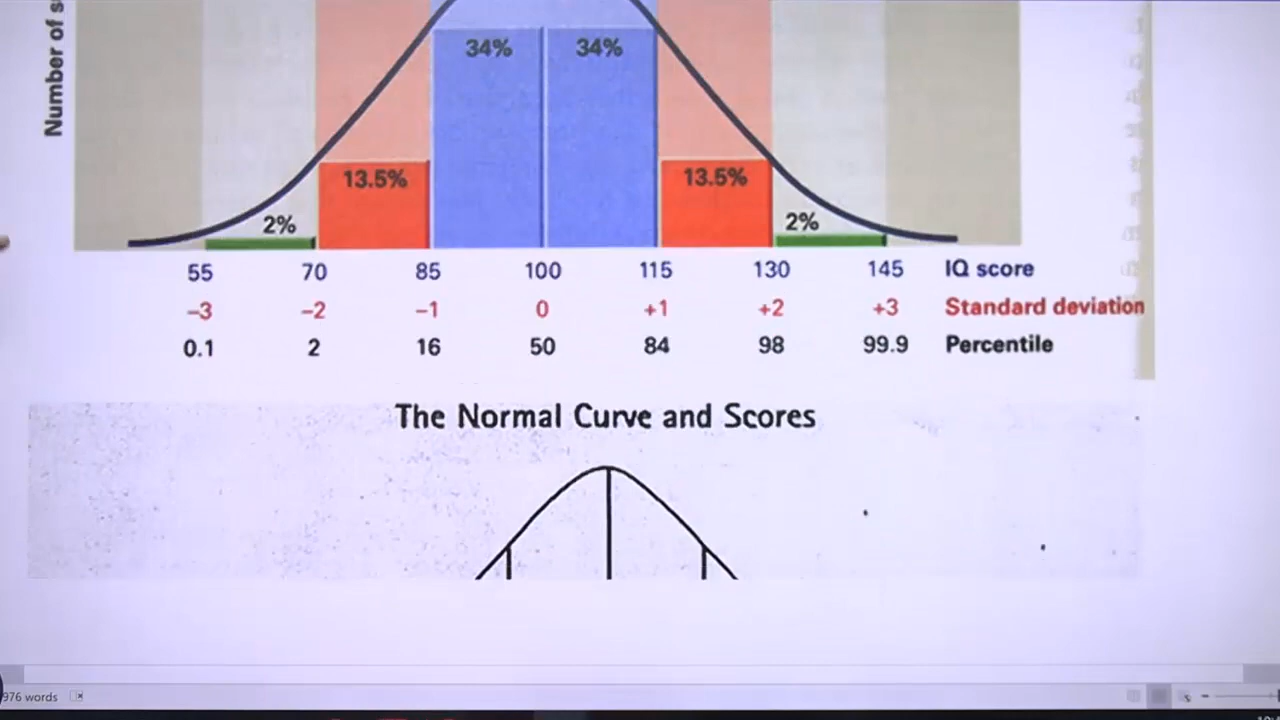 Number of s
34% 34%
13.5% 13.5%
2% 2%
55 70 85 100 115 130 145 IQ score
–3 –2 –1 0 +1 +2 +3 Standard deviation
0.1 2 16 50 84 98 99.9 Percentile
The Normal Curve and Scores
976 words